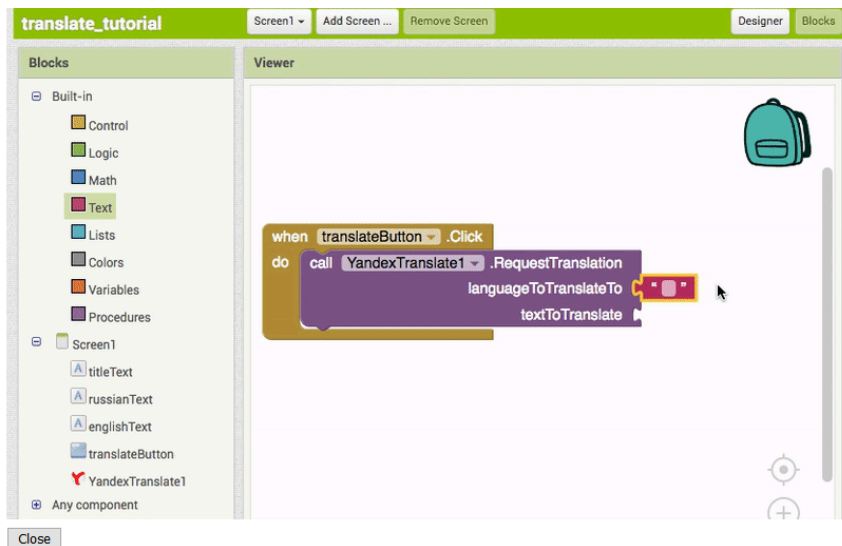 translate_tutorial
Screen1
Add Screen ...
Remove Screen
Designer
Blocks
Blocks
Viewer
Built-in
Control
Logic
Math
Text
Lists
Colors
Variables
Procedures
Screen1
titleText
russianText
englishText
translateButton
YandexTranslate1
Any component
when translateButton .Click
do call YandexTranslate1 .RequestTranslation
languageToTranslateTo " "
textToTranslate
Close